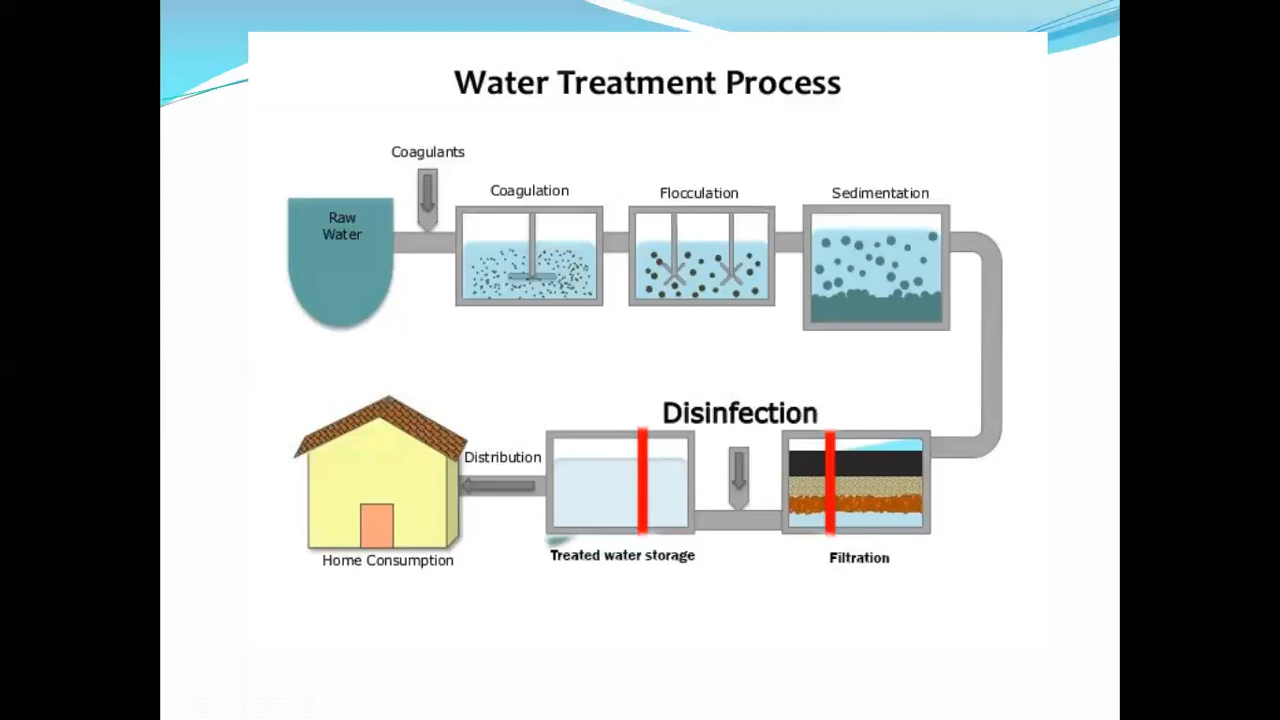 Water Treatment Process
Coagulants
Coagulation
Flocculation
Sedimentation
Raw
Water
Disinfection
Distribution
Treated water storage
Filtration
Home Consumption